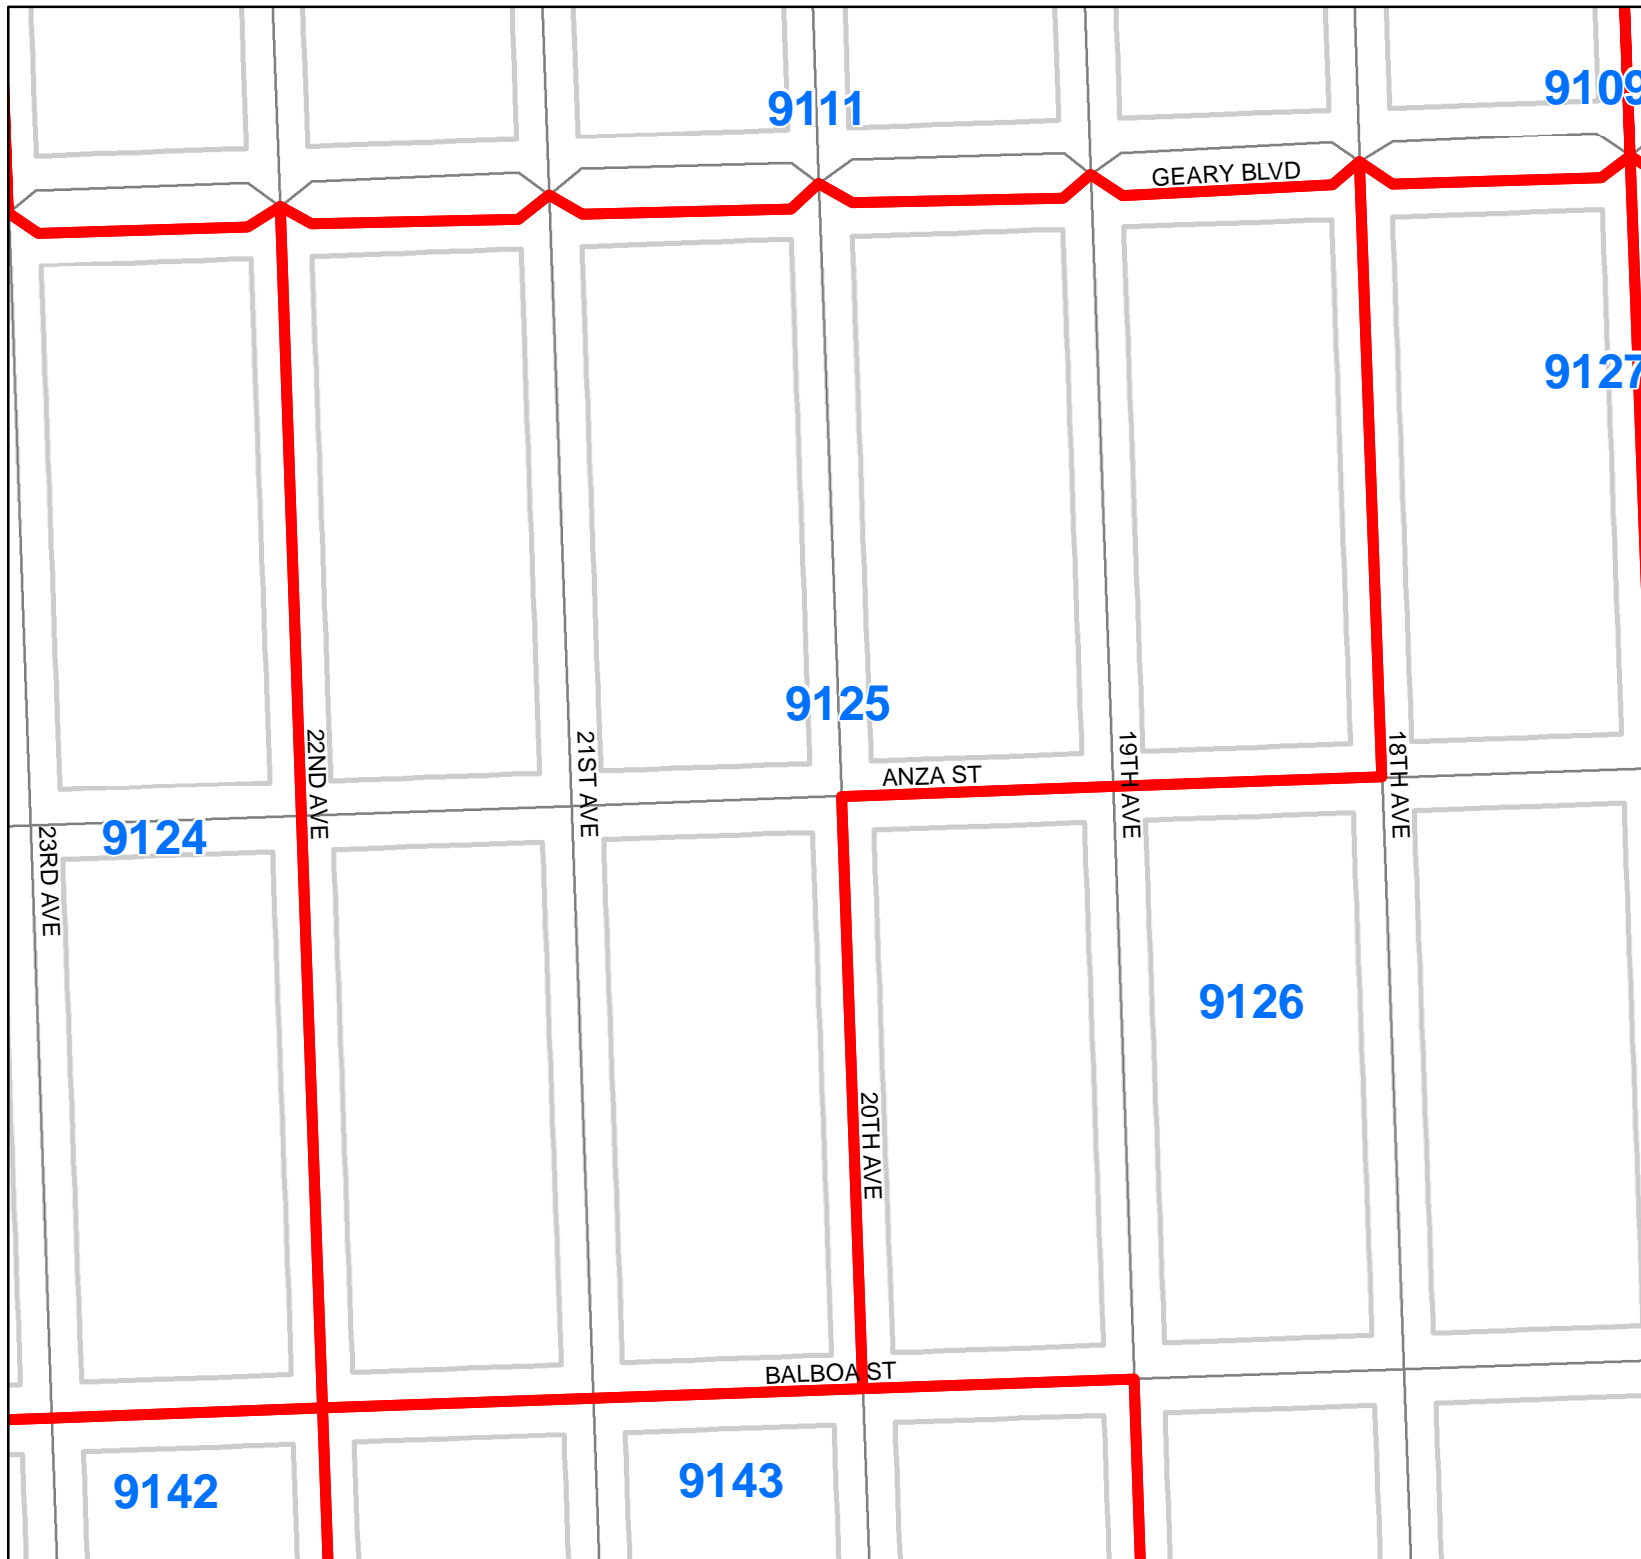 9111
9109
GEARY BLVD
9127
9125
22ND AVE
21ST AVE
ANZA ST
19TH AVE
18TH AVE
9124
23RD AVE
9126
20TH AVE
BALBOA ST
9142
9143